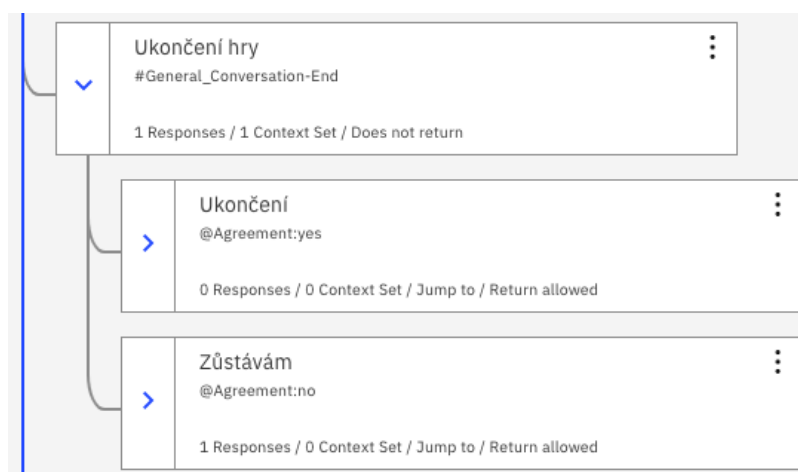 Ukončení hry
#General_Conversation-End
1 Responses / 1 Context Set / Does not return
Ukončení
@Agreement:yes
0 Responses / 0 Context Set / Jump to / Return allowed
Zůstávám
@Agreement:no
1 Responses / 0 Context Set / Jump to / Return allowed